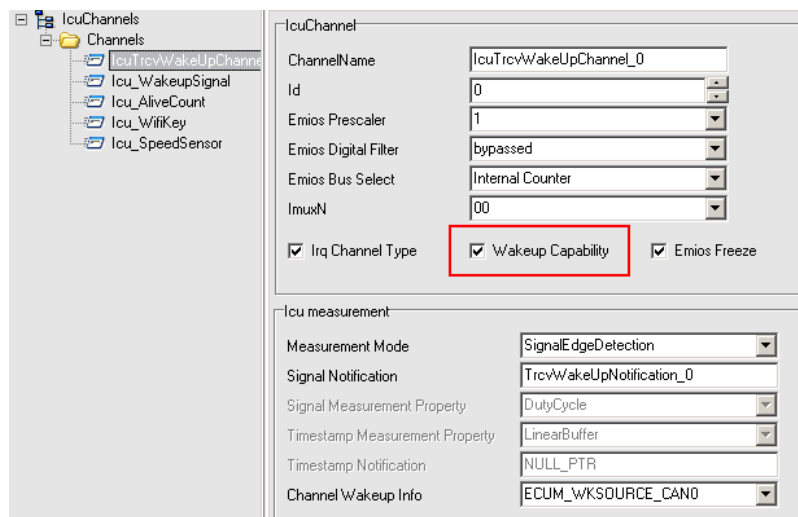 IcuChannels
Channels
IcuTrcvWakeUpChanne
Icu_WakeupSignal
Icu_AliveCount
Icu_WifiKey
Icu_SpeedSensor
IcuChannel
ChannelName IcuTrcvWakeUpChannel_0
Id 0
Emios Prescaler 1
Emios Digital Filter bypassed
Emios Bus Select Internal Counter
ImuxN 00
Irq Channel Type Wakeup Capability Emios Freeze
Icu measurement
Measurement Mode SignalEdgeDetection
Signal Notification TrcvWakeUpNotification_0
Signal Measurement Property DutyCycle
Timestamp Measurement Property LinearBuffer
Timestamp Notification NULL_PTR
Channel Wakeup Info ECUM_WKSOURCE_CAN0